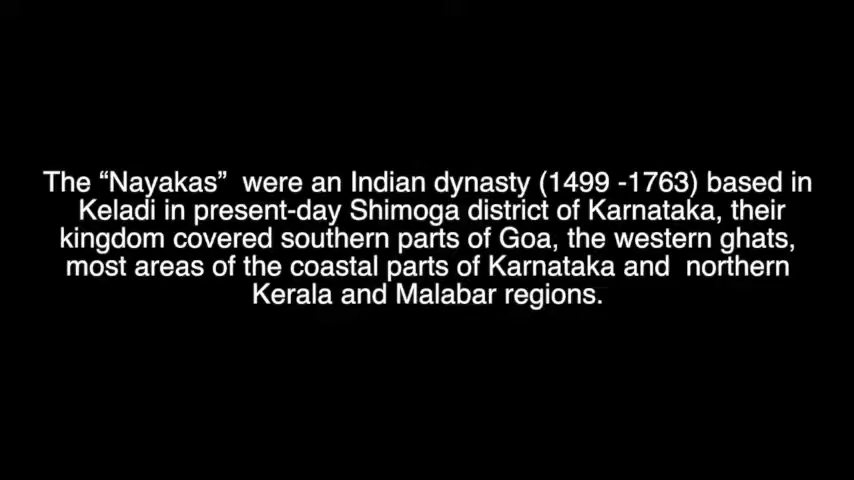 The “Nayakas”  were an Indian dynasty (1499 -1763) based in
Keladi in present-day Shimoga district of Karnataka, their
kingdom covered southern parts of Goa, the western ghats,
most areas of the coastal parts of Karnataka and  northern
Kerala and Malabar regions.